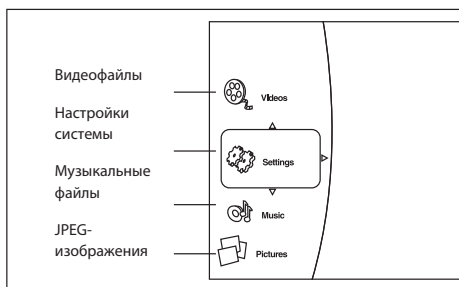 Видеофайлы
Настройки
системы
Музыкальные
файлы
JPEG-
изображения
Videos
Settings
Music
Pictures